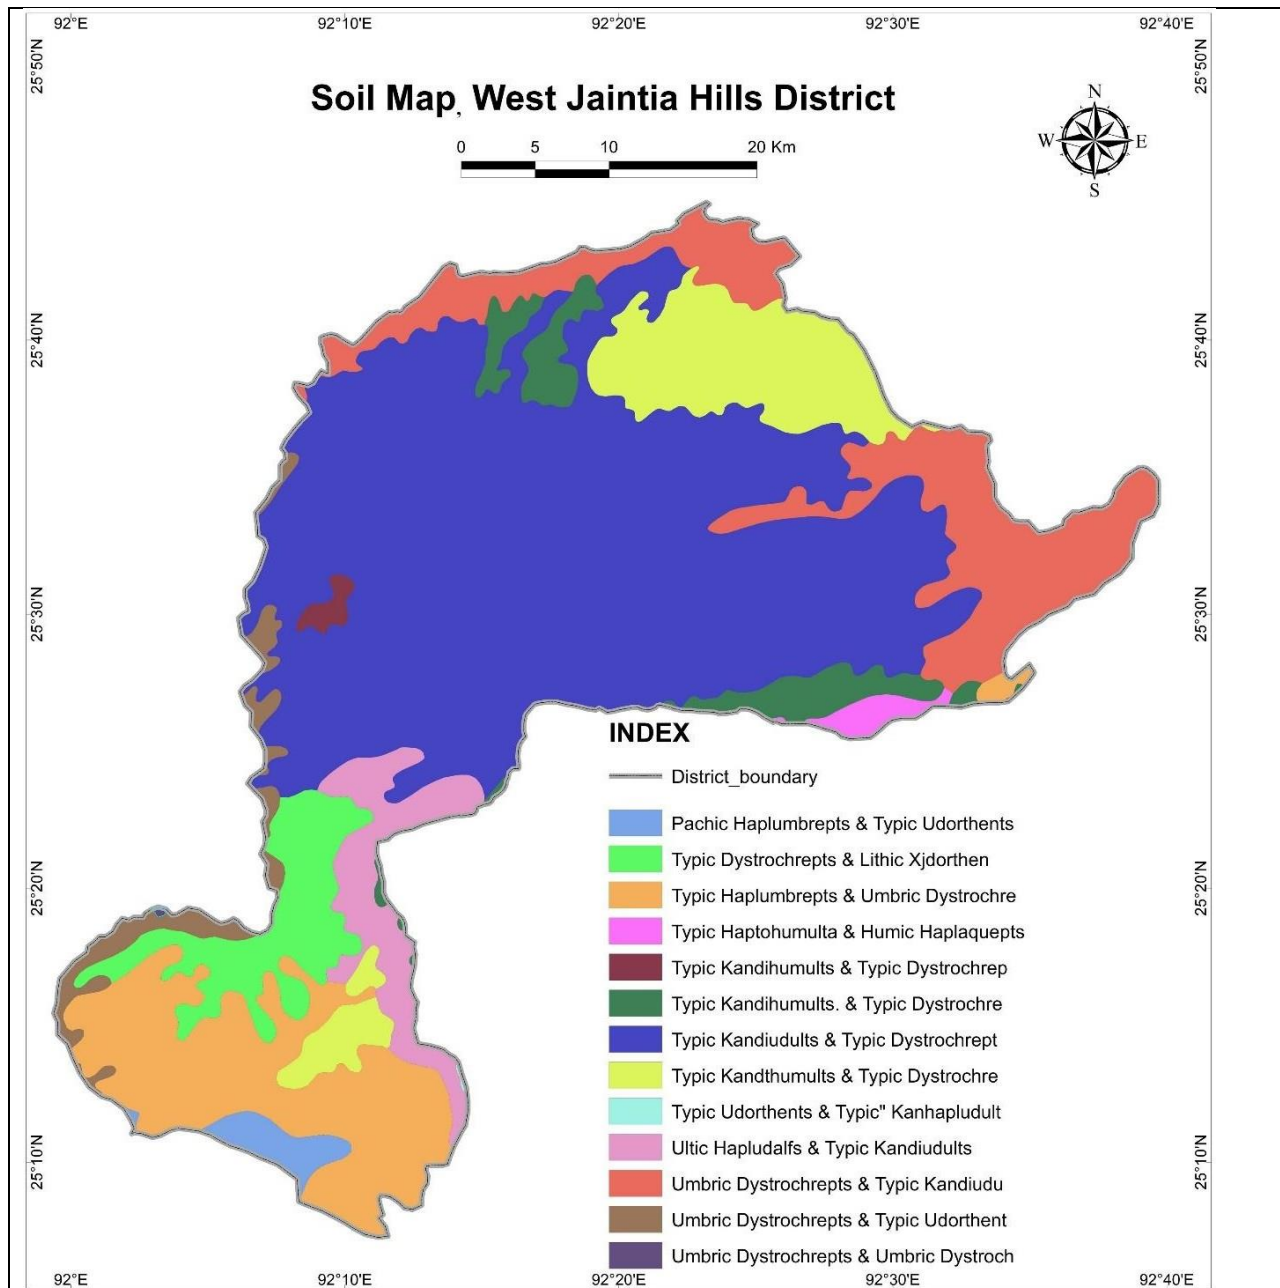 92°E 92°10'E 92°20'E 92°30'E 92°40'E
25°50'N 25°50'N
Soil Map, West Jaintia Hills District
N
W E
S
0 5 10 20 Km
25°40'N 25°40'N
25°30'N 25°30'N
INDEX
District_boundary
Pachic Haplumbrepts & Typic Udorthents
Typic Dystrochrepts & Lithic Xjdorthen
25°20'N 25°20'N
Typic Haplumbrepts & Umbric Dystrochre
Typic Haptohumulta & Humic Haplaquepts
Typic Kandihumults & Typic Dystrochrep
Typic Kandihumults. & Typic Dystrochre
Typic Kandiudults & Typic Dystrochrept
Typic Kandthumults & Typic Dystrochre
Typic Udorthents & Typic" Kanhapludult
Ultic Hapludalfs & Typic Kandiudults
25°10'N 25°10'N
Umbric Dystrochrepts & Typic Kandiudu
Umbric Dystrochrepts & Typic Udorthent
Umbric Dystrochrepts & Umbric Dystroch
92°E 92°10'E 92°20'E 92°30'E 92°40'E